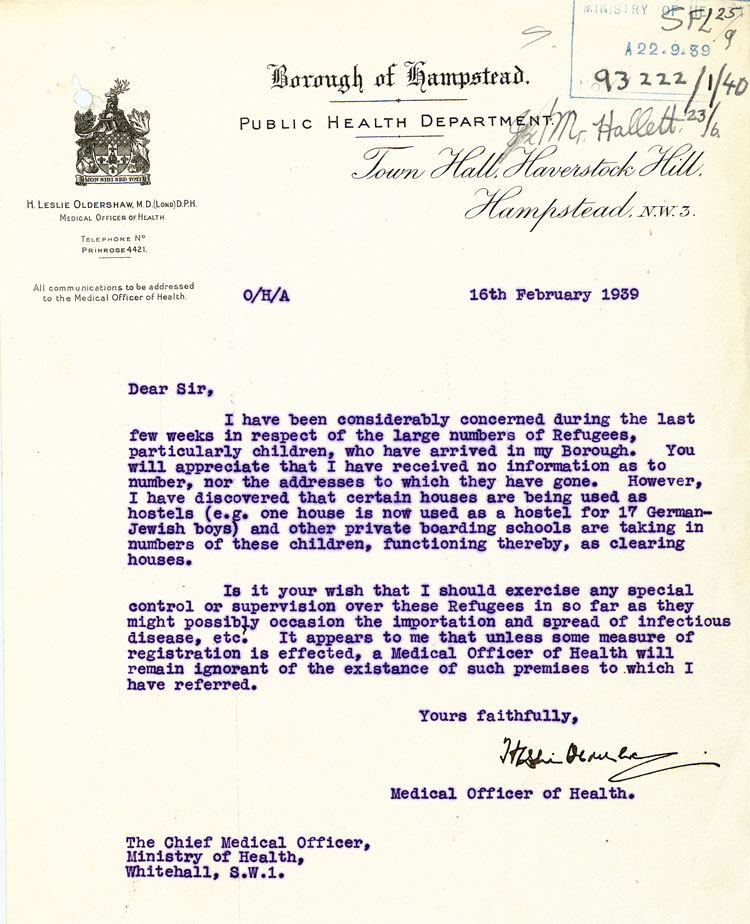 MINISTRY OF HEALTH
25/9
A22.9.39
93222/1/40
Borough of Hampstead.
PUBLIC HEALTH DEPARTMENT.
Mr Hallett 23/6
Town Hall, Haverstock Hill,
Hampstead, N.W.3.
NON SIBI SED TOTI
H. LESLIE OLDERSHAW, M.D.(LOND) D.P.H.
MEDICAL OFFICER OF HEALTH
TELEPHONE Nº
PRIMROSE 4421.
All communications to be addressed
to the Medical Officer of Health.
O/H/A
16th February 1939
Dear Sir,
I have been considerably concerned during the last
few weeks in respect of the large numbers of Refugees,
particularly children, who have arrived in my Borough. You
will appreciate that I have received no information as to
number, nor the addresses to which they have gone. However,
I have discovered that certain houses are being used as
hostels (e.g. one house is now used as a hostel for 17 German-
Jewish boys) and other private boarding schools are taking in
numbers of these children, functioning thereby, as clearing
houses.
Is it your wish that I should exercise any special
control or supervision over these Refugees in so far as they
might possibly occasion the importation and spread of infectious
disease, etc? It appears to me that unless some measure of
registration is effected, a Medical Officer of Health will
remain ignorant of the existance of such premises to which I
have referred.
Yours faithfully,
Medical Officer of Health.
The Chief Medical Officer,
Ministry of Health,
Whitehall, S.W.1.